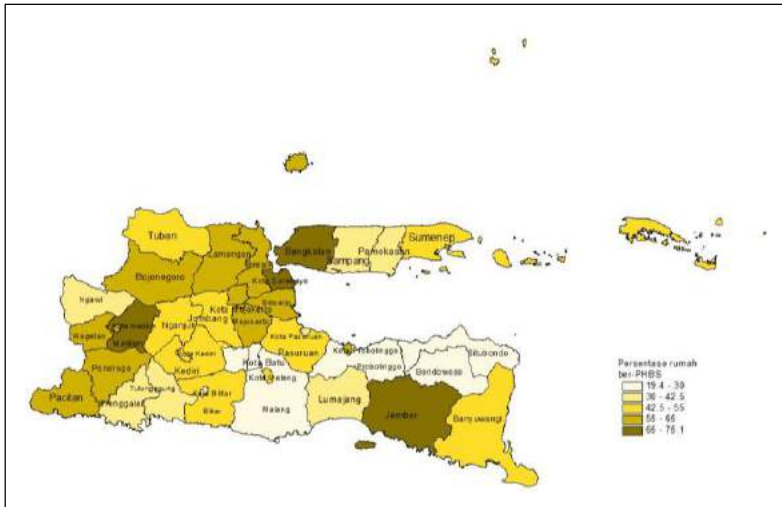 Tuban
Lamongan
Bojonegoro
Gresik
Bangkalan
Sampang
Pamekasan
Sumenep
Kota Surabaya
Ngawi
Magetan
Madiun
Nganjuk
Jombang
Kota Mojokerto
Mojokerto
Sidoarjo
Kota Pasuruan
Pasuruan
Ponorogo
Pacitan
Trenggalek
Tulungagung
Kota Kediri
Kediri
Kota Blitar
Blitar
Kota Batu
Kota Malang
Malang
Kota Probolinggo
Probolinggo
Lumajang
Jember
Bondowoso
Situbondo
Banyuwangi
Persentase rumah
ber-PHBS
19.4 - 30
30 - 42.5
42.5 - 55
55 - 65
65 - 75.1